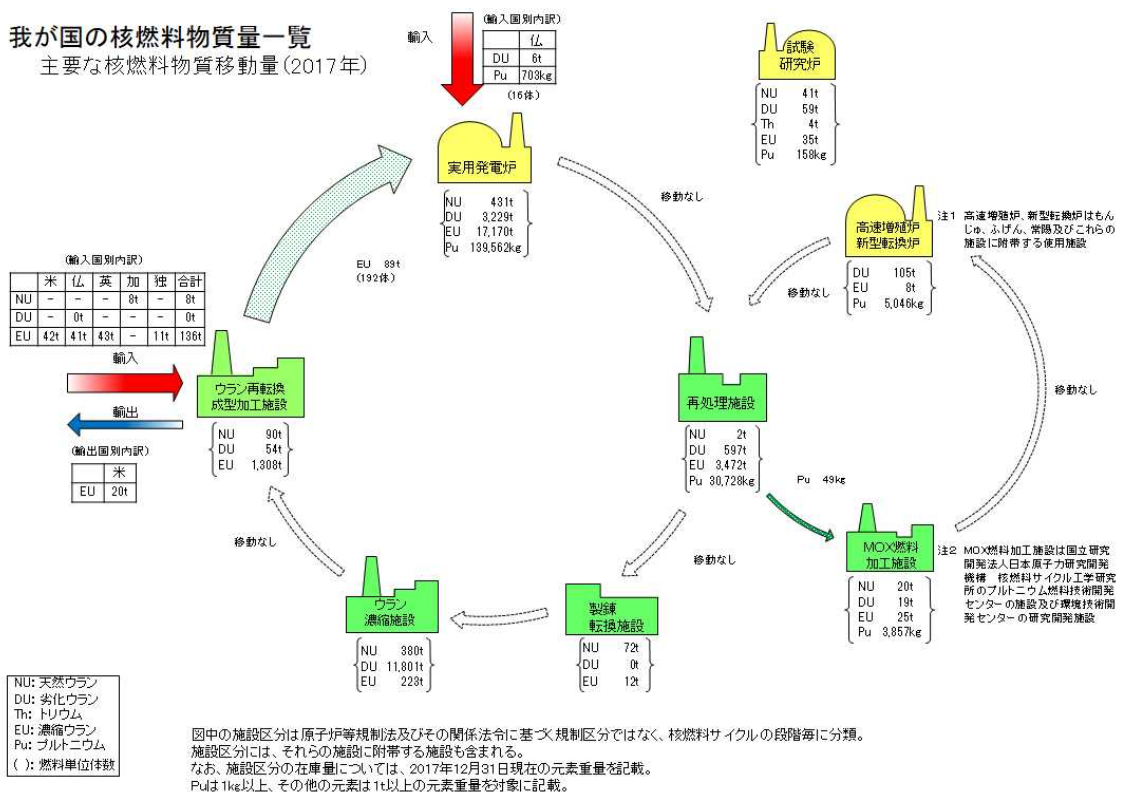 我が国の核燃料物質量一覧
主要な核燃料物質移動量(2017年)
輸入
(輸入国別内訳)
仏
DU 6t
Pu 703kg
(16体)
実用発電炉
NU 431t
DU 3,229t
EU 17,170t
Pu 139,562kg
試験
研究炉
NU 41t
DU 59t
Th 4t
EU 35t
Pu 158kg
移動なし
高速増殖炉
新型転換炉
DU 105t
EU 8t
Pu 5,046kg
注1 高速増殖炉、新型転換炉はもん
じゅ、ふげん、常陽及びこれらの
施設に附帯する使用施設
移動なし
EU 89t
(192体)
(輸入国別内訳)
米 仏 英 加 独 合計
NU - - - 8t - 8t
DU - 0t - - - 0t
EU 42t 41t 43t - 11t 136t
輸入
輸出
(輸出国別内訳)
米
EU 20t
ウラン再転換
成型加工施設
NU 90t
DU 54t
EU 1,308t
再処理施設
NU 2t
DU 597t
EU 3,472t
Pu 30,728kg
移動なし
Pu 49kg
MOX燃料
加工施設
NU 20t
DU 19t
EU 25t
Pu 3,857kg
注2 MOX燃料加工施設は国立研究
開発法人日本原子力研究開発
機構 核燃料サイクル工学研究
所のプルトニウム燃料技術開発
センターの施設及び環境技術開
発センターの研究開発施設
移動なし
移動なし
ウラン
濃縮施設
NU 380t
DU 11,801t
EU 223t
製錬
転換施設
NU 72t
DU 0t
EU 12t
NU: 天然ウラン
DU: 劣化ウラン
Th: トリウム
EU: 濃縮ウラン
Pu: プルトニウム
( ): 燃料単位体数
図中の施設区分は原子炉等規制法及びその関係法令に基づく規制区分ではなく、核燃料サイクルの段階毎に分類。
施設区分には、それらの施設に附帯する施設も含まれる。
なお、施設区分の在庫量については、2017年12月31日現在の元素重量を記載。
Puは1kg以上、その他の元素は1t以上の元素重量を対象に記載。